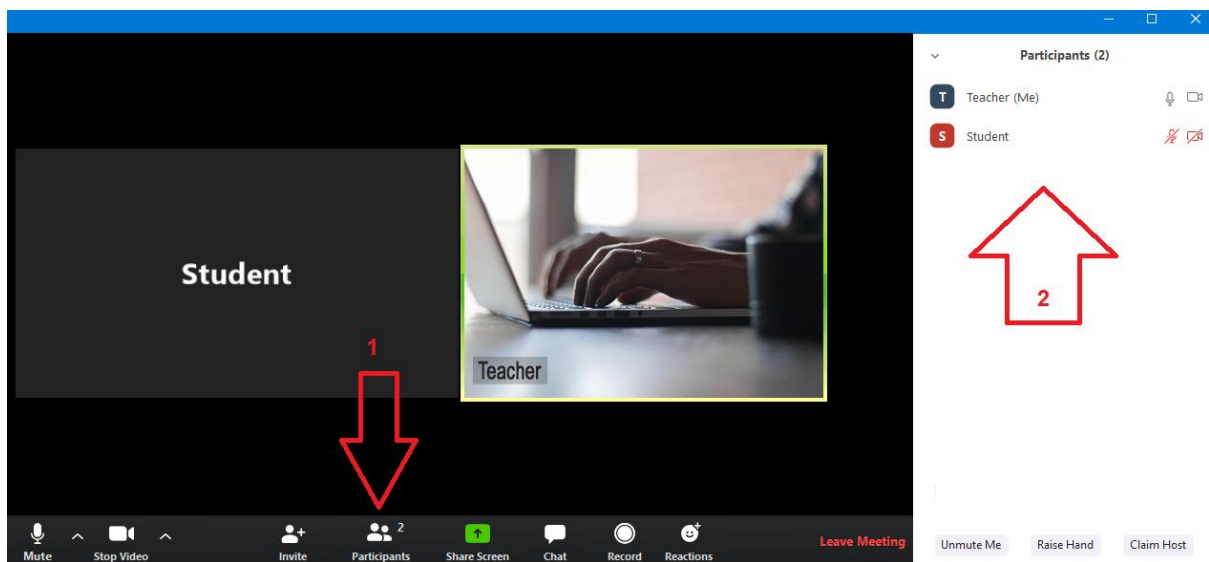 Participants (2)
T Teacher (Me)
S Student
Student
Teacher
1
2
Mute
Stop Video
Invite
Participants 2
Share Screen
Chat
Record
Reactions
Leave Meeting
Unmute Me
Raise Hand
Claim Host